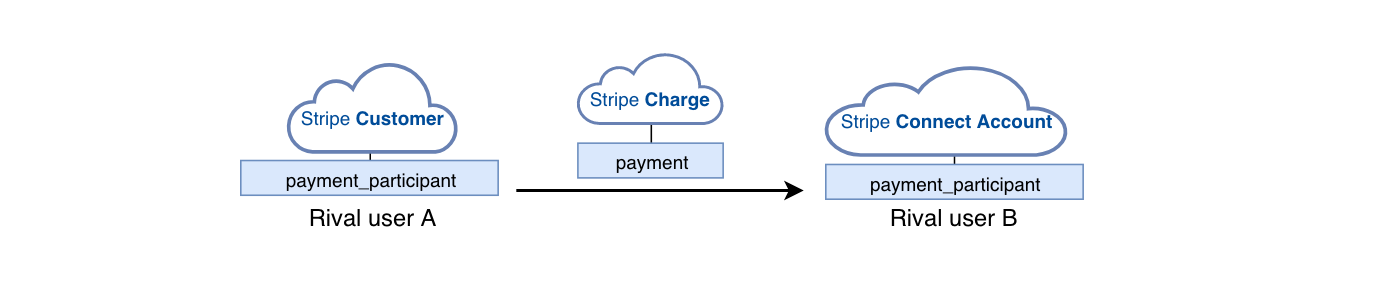 Stripe Customer
payment_participant
Rival user A
Stripe Charge
payment
Stripe Connect Account
payment_participant
Rival user B